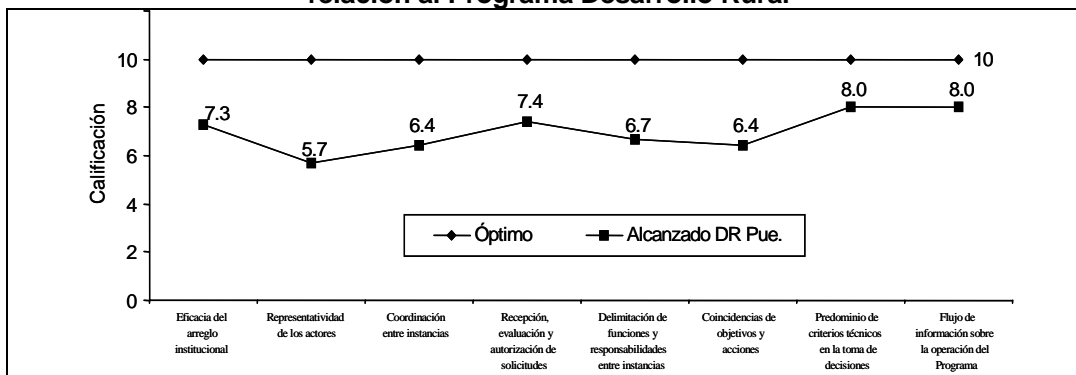 relación al Programa Desarrollo Rural
Calificación
10
8
6
4
2
0
7.3
5.7
6.4
7.4
6.7
6.4
8.0
8.0
10
Óptimo
Alcanzado DR Pue.
Eficacia del
arreglo
institucional
Representatividad
de los actores
Coordinación
entre instancias
Recepción,
evaluación y
autorización de
solicitudes
Delimitación de
funciones y
responsabilidades
entre instancias
Coincidencias de
objetivos y
acciones
Predominio de
criterios técnicos
en la toma de
decisiones
Flujo de
información sobre
la operación del
Programa